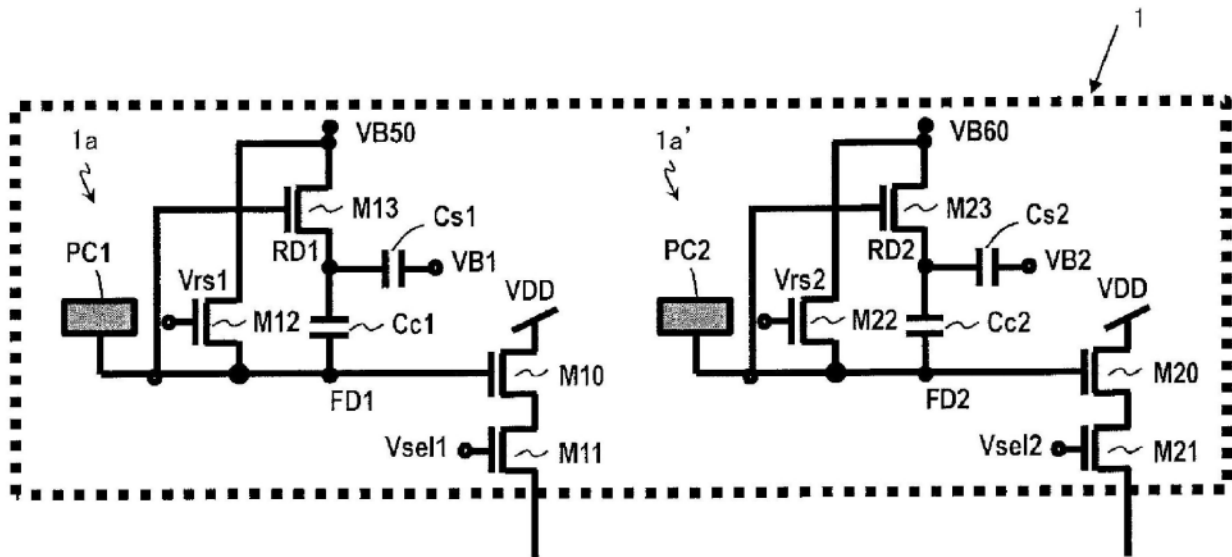 1
1a
VB50
M13
Cs1
PC1
RD1
VB1
Vrs1
VDD
M12
Cc1
M10
FD1
Vsel1
M11
1a'
VB60
M23
Cs2
PC2
RD2
VB2
Vrs2
VDD
M22
Cc2
M20
FD2
Vsel2
M21